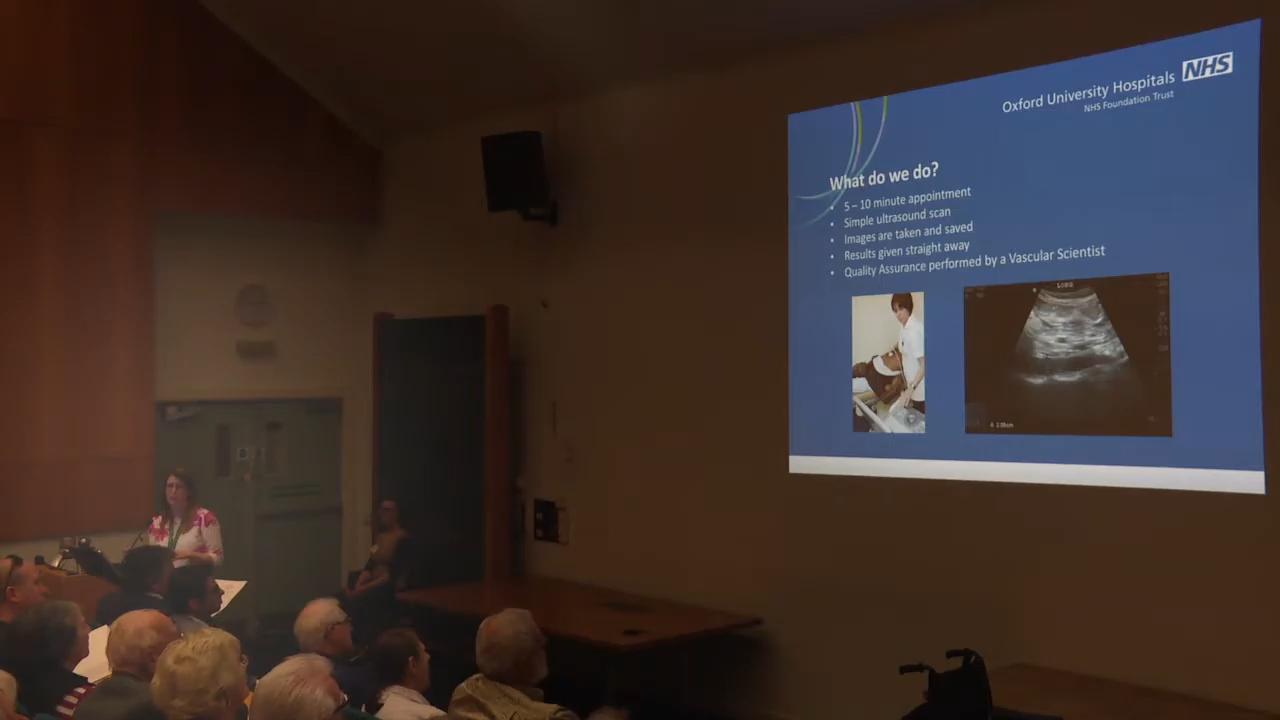 Oxford University Hospitals NHS
NHS Foundation Trust
What do we do?
• 5 – 10 minute appointment
• Simple ultrasound scan
• Images are taken and saved
• Results given straight away
• Quality Assurance performed by a Vascular Scientist
LONG